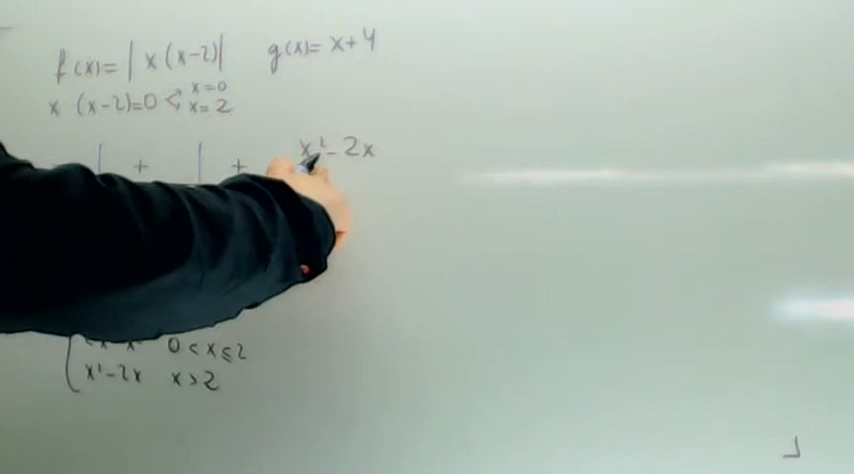 f(x)= | x (x-2)| g(x)= x+4
x (x-2)=0 < x=0
x=2
+ + x² - 2x
0 < x ≤ 2
x² - 2x x > 2